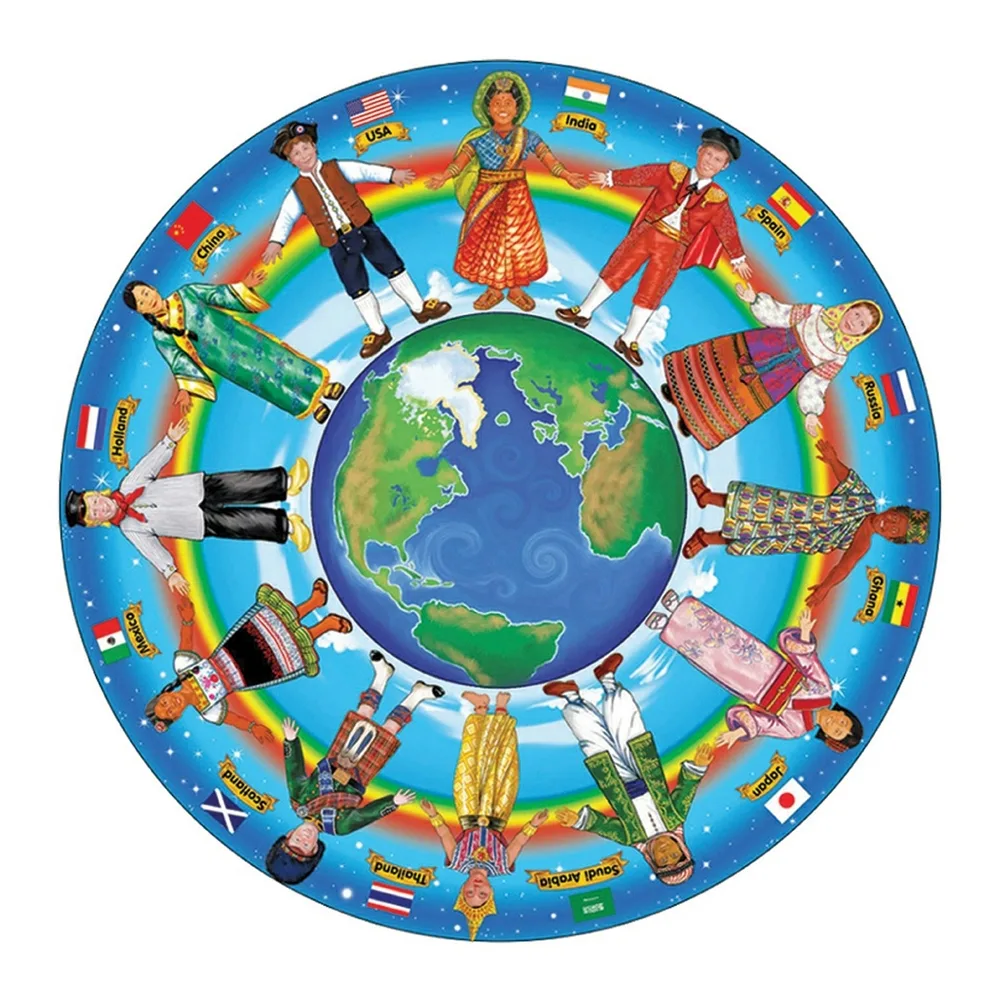 USA
India
Spain
Russia
Ghana
Japan
Saudi Arabia
Thailand
Scotland
Mexico
Holland
China